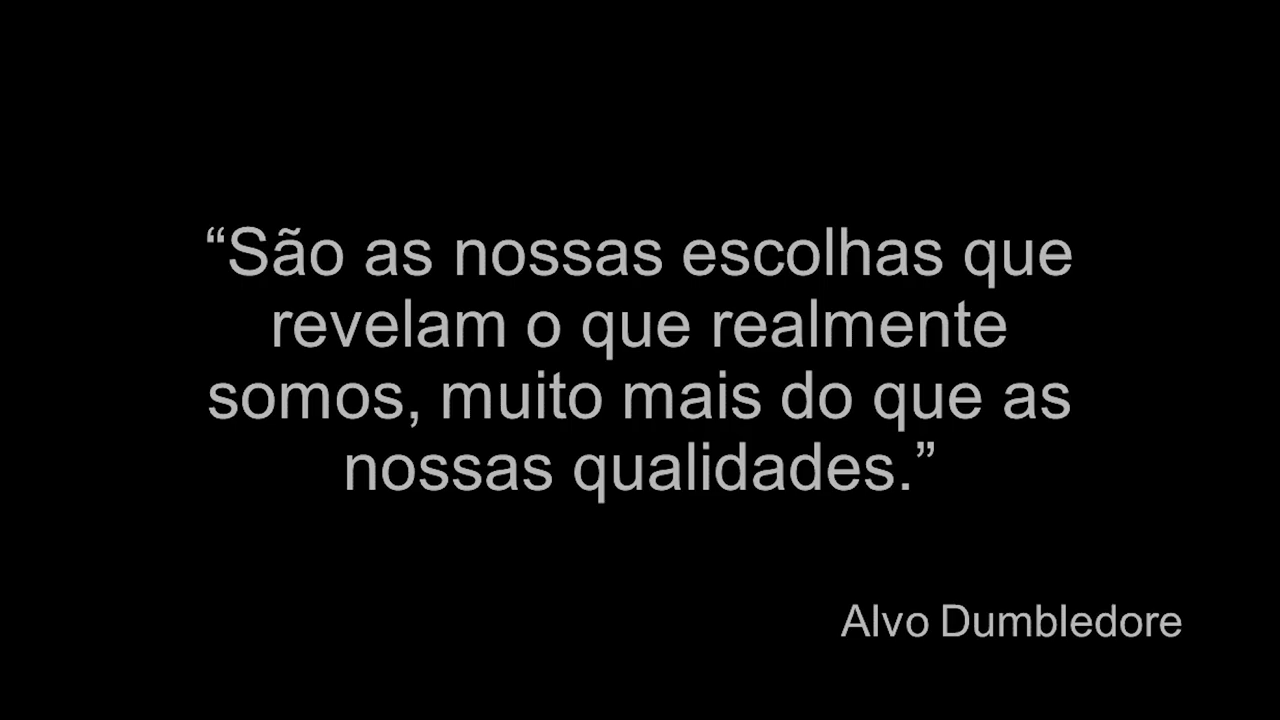 “São as nossas escolhas que
revelam o que realmente
somos, muito mais do que as
nossas qualidades.”
Alvo Dumbledore